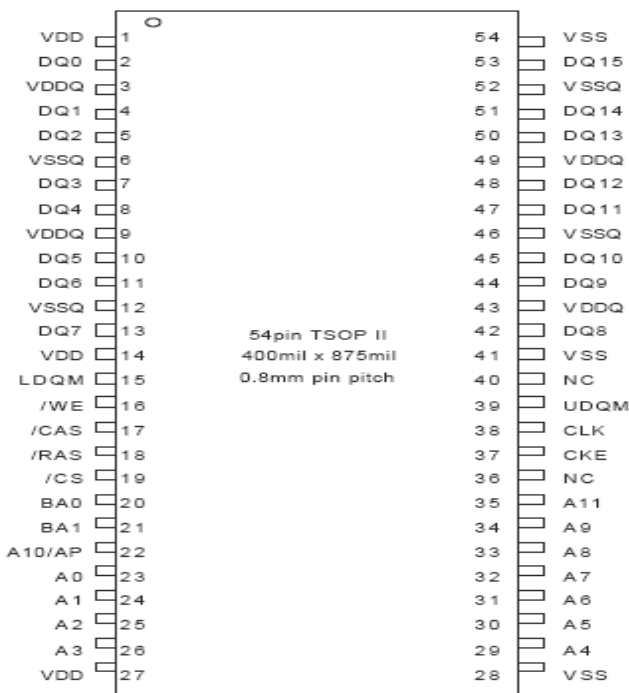 VDD 1 54 VSS
DQ0 2 53 DQ15
VDDQ 3 52 VSSQ
DQ1 4 51 DQ14
DQ2 5 50 DQ13
VSSQ 6 49 VDDQ
DQ3 7 48 DQ12
DQ4 8 47 DQ11
VDDQ 9 46 VSSQ
DQ5 10 45 DQ10
DQ6 11 44 DQ9
VSSQ 12 43 VDDQ
DQ7 13 54pin TSOP II 42 DQ8
VDD 14 400mil x 875mil 41 VSS
LDQM 15 0.8mm pin pitch 40 NC
/WE 16 39 UDQM
/CAS 17 38 CLK
/RAS 18 37 CKE
/CS 19 36 NC
BA0 20 35 A11
BA1 21 34 A9
A10/AP 22 33 A8
A0 23 32 A7
A1 24 31 A6
A2 25 30 A5
A3 26 29 A4
VDD 27 28 VSS